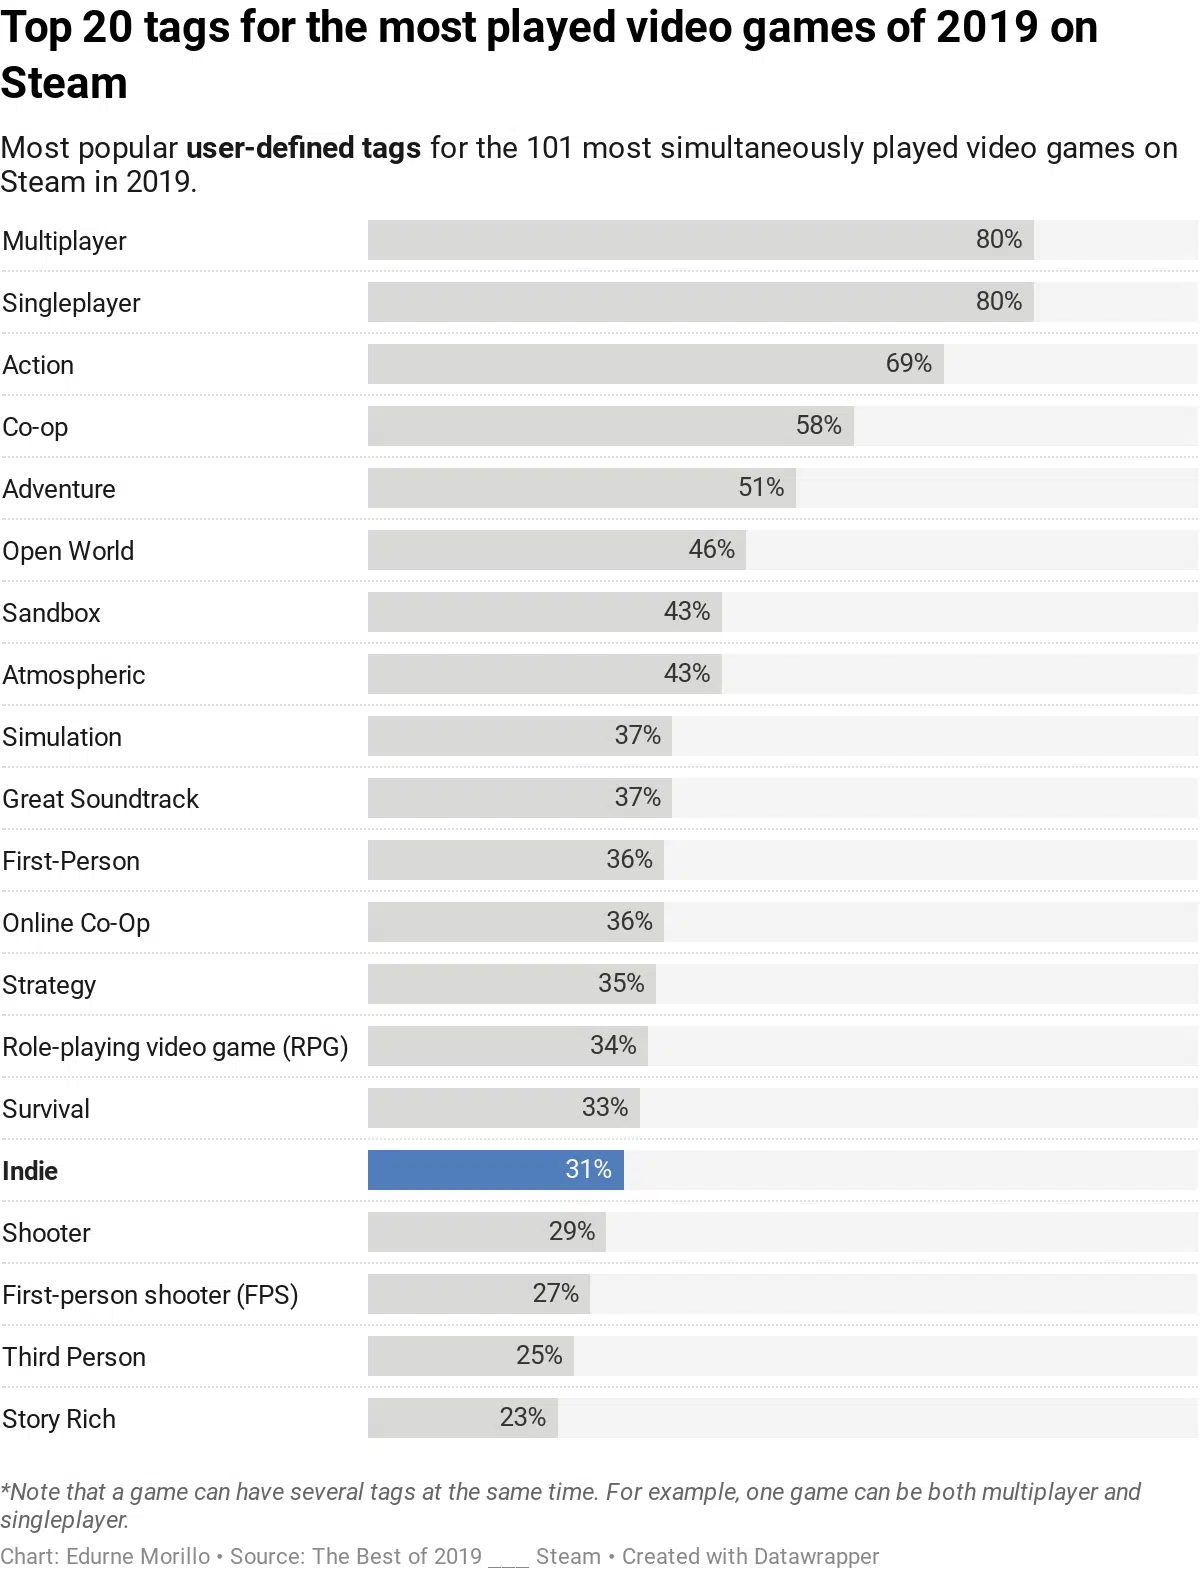 Top 20 tags for the most played video games of 2019 on
Steam
Most popular user-defined tags for the 101 most simultaneously played video games on
Steam in 2019.
Multiplayer 80%
Singleplayer 80%
Action 69%
Co-op 58%
Adventure 51%
Open World 46%
Sandbox 43%
Atmospheric 43%
Simulation 37%
Great Soundtrack 37%
First-Person 36%
Online Co-Op 36%
Strategy 35%
Role-playing video game (RPG) 34%
Survival 33%
Indie 31%
Shooter 29%
First-person shooter (FPS) 27%
Third Person 25%
Story Rich 23%
*Note that a game can have several tags at the same time. For example, one game can be both multiplayer and
singleplayer.
Chart: Edurne Morillo • Source: The Best of 2019 ___ Steam • Created with Datawrapper